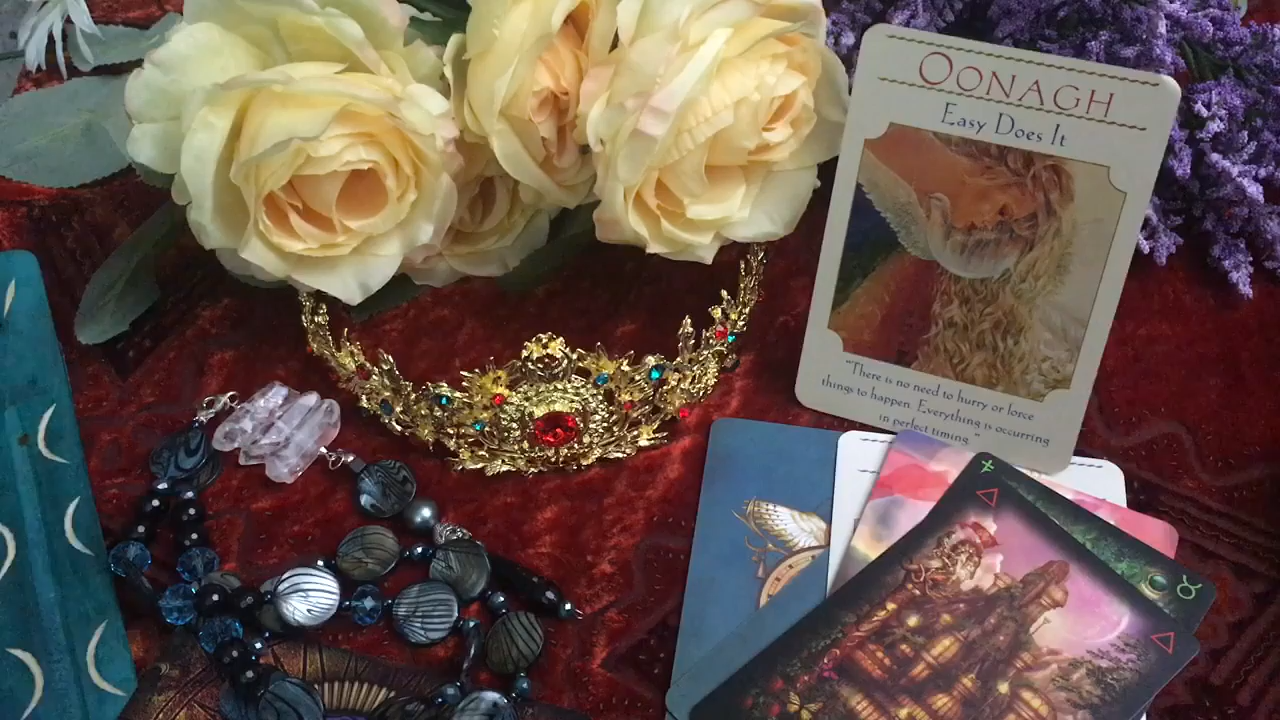 OONAGH
Easy Does It
"There is no need to hurry or force
things to happen. Everything is occurring
in perfect timing."